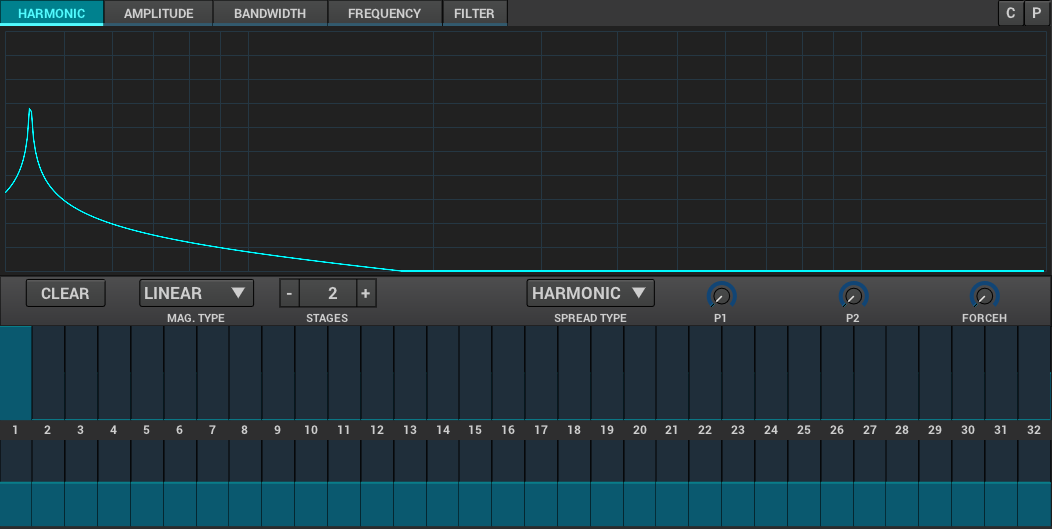 HARMONIC AMPLITUDE BANDWIDTH FREQUENCY FILTER C P
CLEAR LINEAR - 2 + HARMONIC
MAG. TYPE STAGES SPREAD TYPE P1 P2 FORCEH
1 2 3 4 5 6 7 8 9 10 11 12 13 14 15 16 17 18 19 20 21 22 23 24 25 26 27 28 29 30 31 32